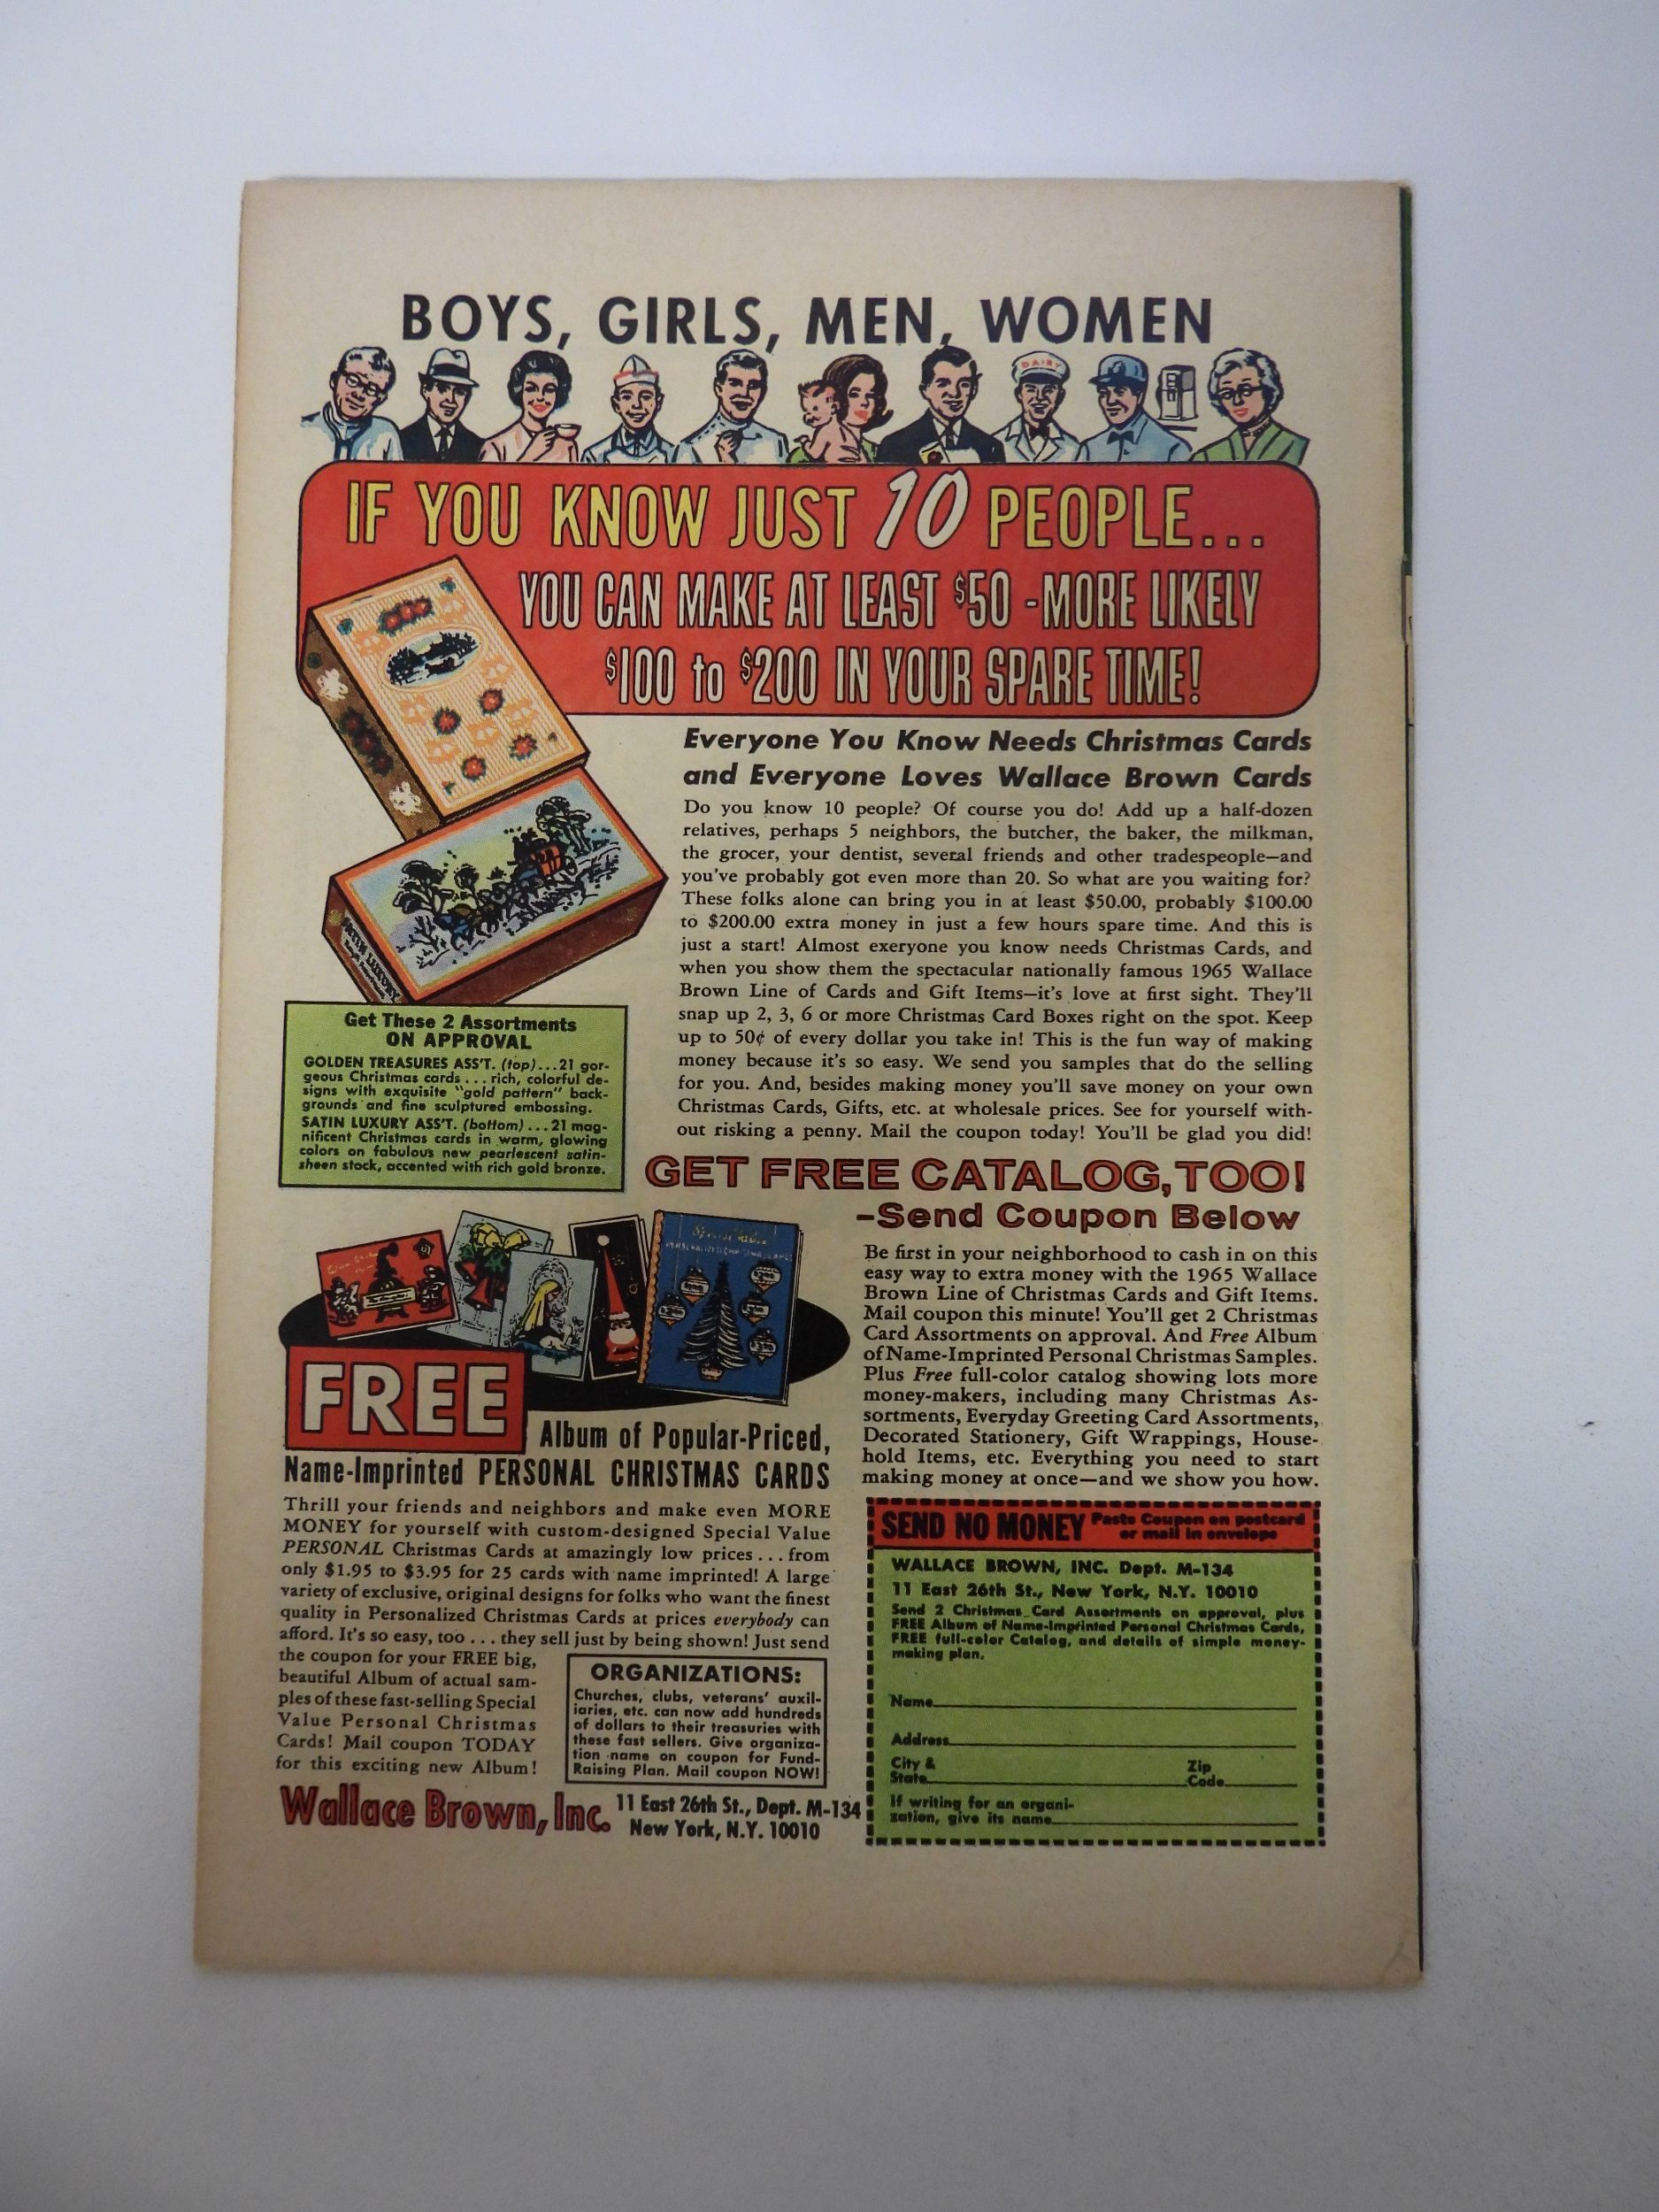 BOYS, GIRLS, MEN, WOMEN
DAIRY
IF YOU KNOW JUST 10 PEOPLE...
YOU CAN MAKE AT LEAST $50 - MORE LIKELY
$100 to $200 IN YOUR SPARE TIME!
Everyone You Know Needs Christmas Cards
and Everyone Loves Wallace Brown Cards
Do you know 10 people? Of course you do! Add up a half-dozen
relatives, perhaps 5 neighbors, the butcher, the baker, the milkman,
the grocer, your dentist, several friends and other tradespeople—and
you've probably got even more than 20. So what are you waiting for?
These folks alone can bring you in at least $50.00, probably $100.00
to $200.00 extra money in just a few hours spare time. And this is
just a start! Almost everyone you know needs Christmas Cards, and
when you show them the spectacular nationally famous 1965 Wallace
Brown Line of Cards and Gift Items—it's love at first sight. They'll
snap up 2, 3, 6 or more Christmas Card Boxes right on the spot. Keep
up to 50¢ of every dollar you take in! This is the fun way of making
money because it's so easy. We send you samples that do the selling
for you. And, besides making money you'll save money on your own
Christmas Cards, Gifts, etc. at wholesale prices. See for yourself with-
out risking a penny. Mail the coupon today! You'll be glad you did!
SATIN LUXURY
Get These 2 Assortments
ON APPROVAL
GOLDEN TREASURES ASS'T. (top)...21 gor-
geous Christmas cards...rich, colorful de-
signs with exquisite "gold pattern" back-
grounds and fine sculptured embossing.
SATIN LUXURY ASS'T. (bottom)...21 mag-
nificent Christmas cards in warm, glowing
colors on fabulous new pearlescent satin-
sheen stock, accented with rich gold bronze.
GET FREE CATALOG, TOO!
–Send Coupon Below
Be first in your neighborhood to cash in on this
easy way to extra money with the 1965 Wallace
Brown Line of Christmas Cards and Gift Items.
Mail coupon this minute! You'll get 2 Christmas
Card Assortments on approval. And Free Album
of Name-Imprinted Personal Christmas Samples.
Plus Free full-color catalog showing lots more
money-makers, including many Christmas As-
sortments, Everyday Greeting Card Assortments,
Decorated Stationery, Gift Wrappings, House-
hold Items, etc. Everything you need to start
making money at once—and we show you how.
Special Value
PERSONALIZED CHRISTMAS CARDS
FREE
Album of Popular-Priced,
Name-Imprinted PERSONAL CHRISTMAS CARDS
Thrill your friends and neighbors and make even MORE
MONEY for yourself with custom-designed Special Value
PERSONAL Christmas Cards at amazingly low prices...from
only $1.95 to $3.95 for 25 cards with name imprinted! A large
variety of exclusive, original designs for folks who want the finest
quality in Personalized Christmas Cards at prices everybody can
afford. It's so easy, too...they sell just by being shown! Just send
the coupon for your FREE big,
beautiful Album of actual sam-
ples of these fast-selling Special
Value Personal Christmas
Cards! Mail coupon TODAY
for this exciting new Album!
ORGANIZATIONS:
Churches, clubs, veterans' auxil-
iaries, etc. can now add hundreds
of dollars to their treasuries with
these fast sellers. Give organiza-
tion name on coupon for Fund-
Raising Plan. Mail coupon NOW!
Wallace Brown, Inc. 11 East 26th St., Dept. M-134
New York, N.Y. 10010
SEND NO MONEY Paste Coupon on postcard
or mail in envelope
WALLACE BROWN, INC. Dept. M-134
11 East 26th St., New York, N.Y. 10010
Send 2 Christmas Card Assortments on approval, plus
FREE Album of Name-Imprinted Personal Christmas Cards,
FREE full-color Catalog, and details of simple money-
making plan.
Name
Address
City & State Zip Code
If writing for an organi-
zation, give its name